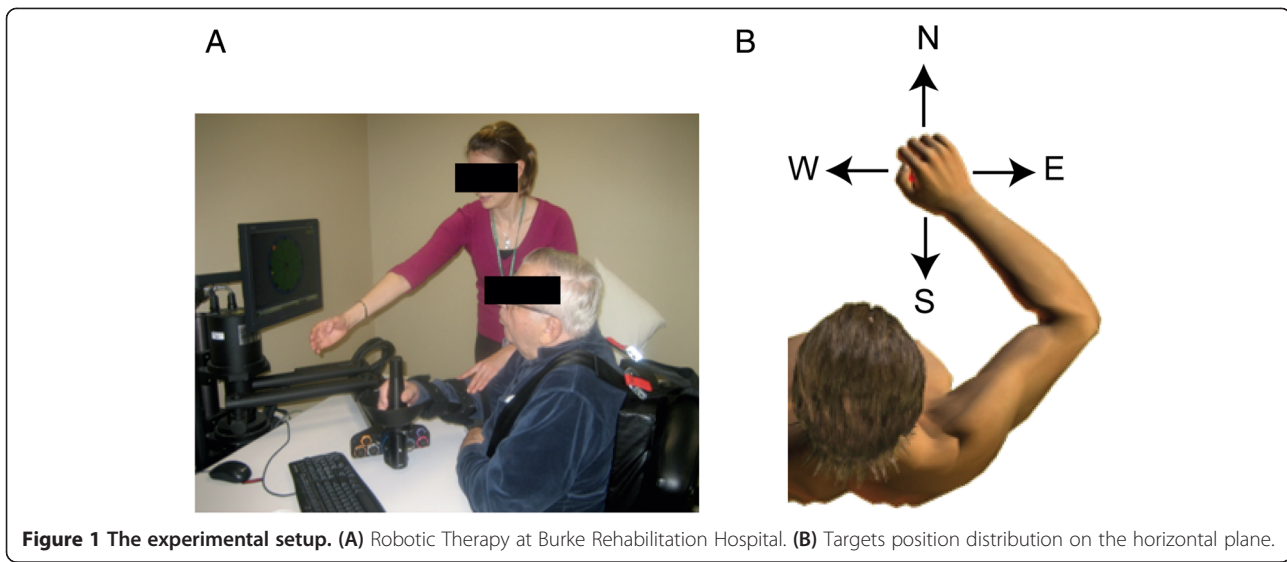 A
B
N
W
E
S
Figure 1 The experimental setup. (A) Robotic Therapy at Burke Rehabilitation Hospital. (B) Targets position distribution on the horizontal plane.